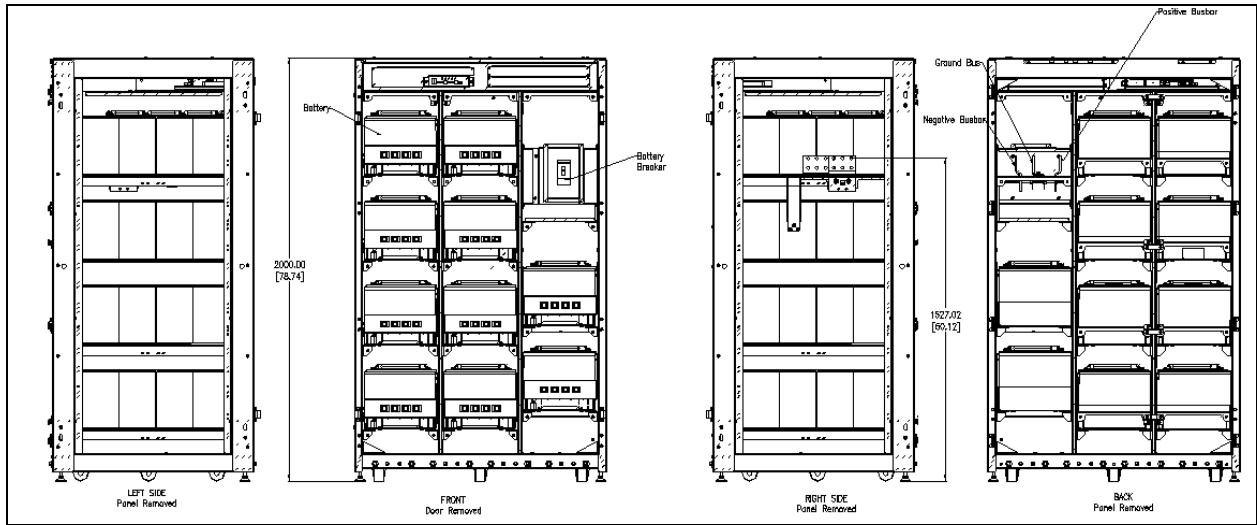 Positive Busbar
Ground Bus
Negative Busbar
Battery
Battery
Breaker
2000.00
[78.74]
1527.02
[60.12]
LEFT SIDE
Panel Removed
FRONT
Door Removed
RIGHT SIDE
Panel Removed
BACK
Panel Removed